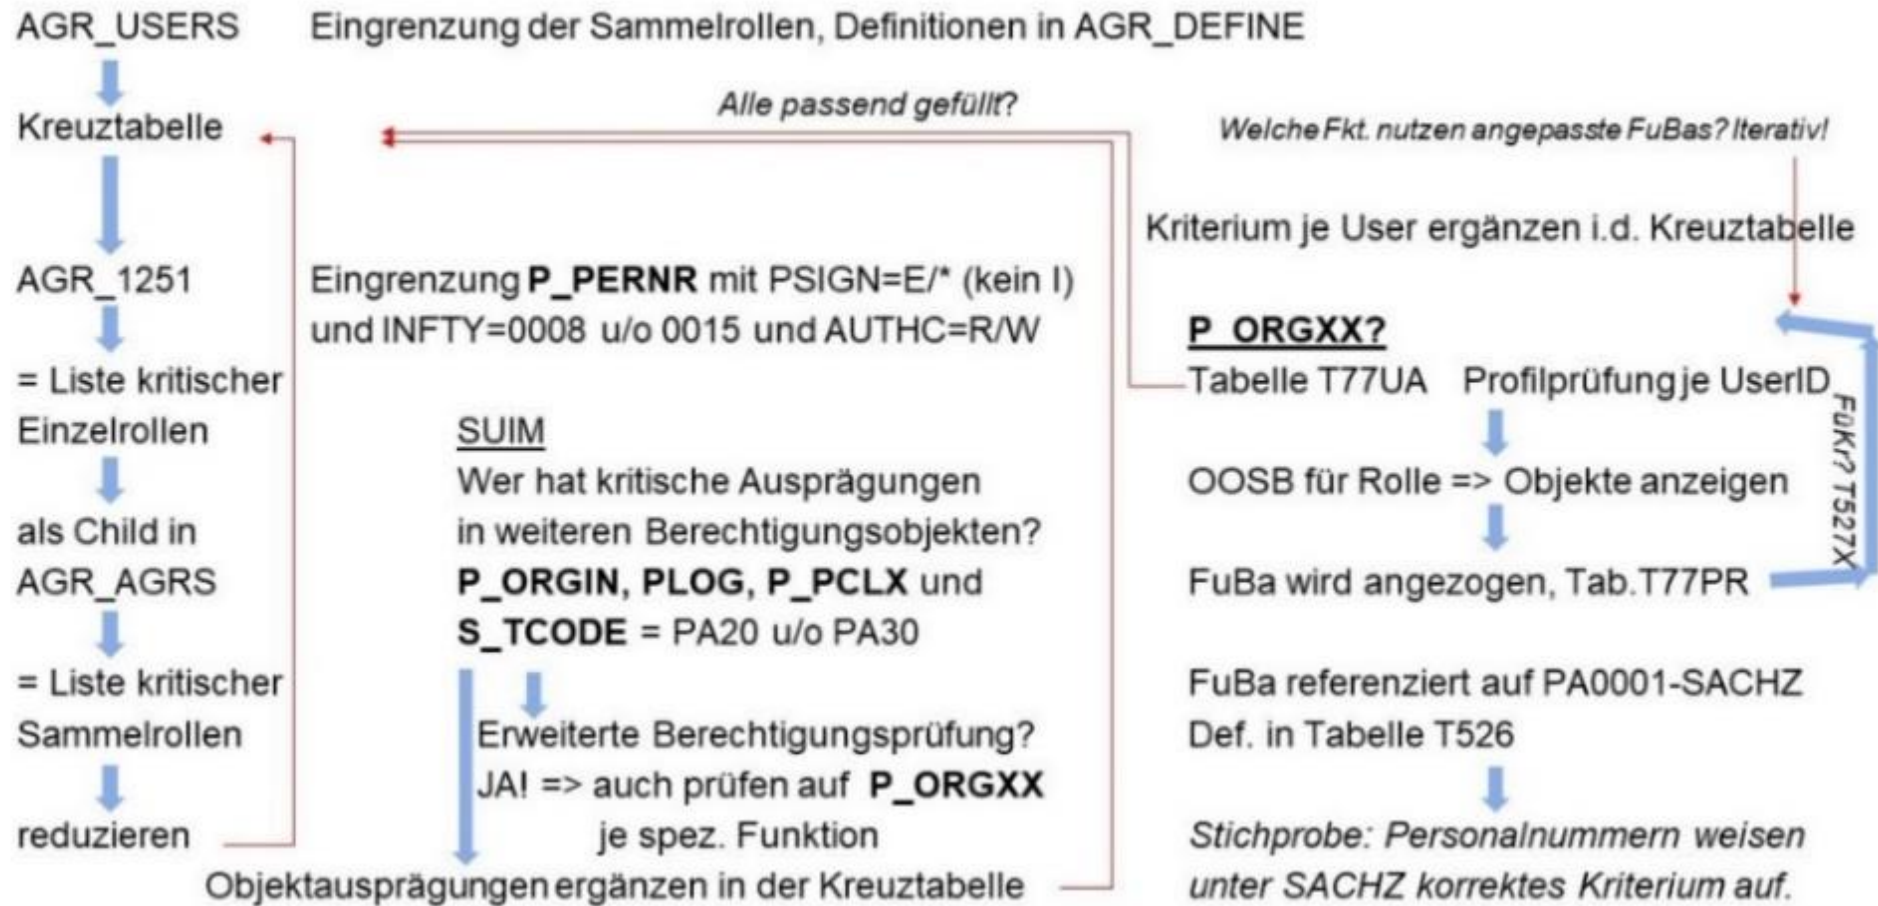 AGR_USERS
Eingrenzung der Sammelrollen, Definitionen in AGR_DEFINE
Kreuztabelle
AGR_1251
Eingrenzung P_PERNR mit PSIGN=E/* (kein I)
und INFTY=0008 u/o 0015 und AUTHC=R/W
= Liste kritischer
Einzelrollen
als Child in
AGR_AGRS
= Liste kritischer
Sammelrollen
reduzieren
SUIM
Wer hat kritische Ausprägungen
in weiteren Berechtigungsobjekten?
P_ORGIN, PLOG, P_PCLX und
S_TCODE = PA20 u/o PA30
Erweiterte Berechtigungsprüfung?
JA! => auch prüfen auf P_ORGXX
je spez. Funktion
Objektausprägungen ergänzen in der Kreuztabelle
Alle passend gefüllt?
Welche Fkt. nutzen angepasste FuBas? Iterativ!
Kriterium je User ergänzen i.d. Kreuztabelle
P_ORGXX?
Tabelle T77UA Profilprüfung je UserID
OOSB für Rolle => Objekte anzeigen
FuBa wird angezogen, Tab.T77PR
FüKr? T527X
FuBa referenziert auf PA0001-SACHZ
Def. in Tabelle T526
Stichprobe: Personalnummern weisen
unter SACHZ korrektes Kriterium auf.